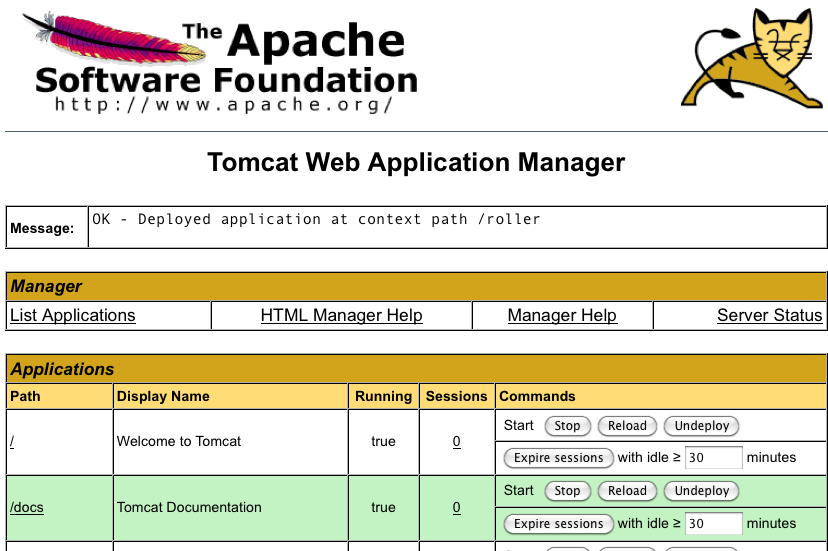 The Apache
Software Foundation
http://www.apache.org/
Tomcat Web Application Manager
Message: OK - Deployed application at context path /roller
Manager
List Applications HTML Manager Help Manager Help Server Status
Applications
Path Display Name Running Sessions Commands
/ Welcome to Tomcat true 0 Start Stop Reload Undeploy
Expire sessions with idle ≥ 30 minutes
/docs Tomcat Documentation true 0 Start Stop Reload Undeploy
Expire sessions with idle ≥ 30 minutes